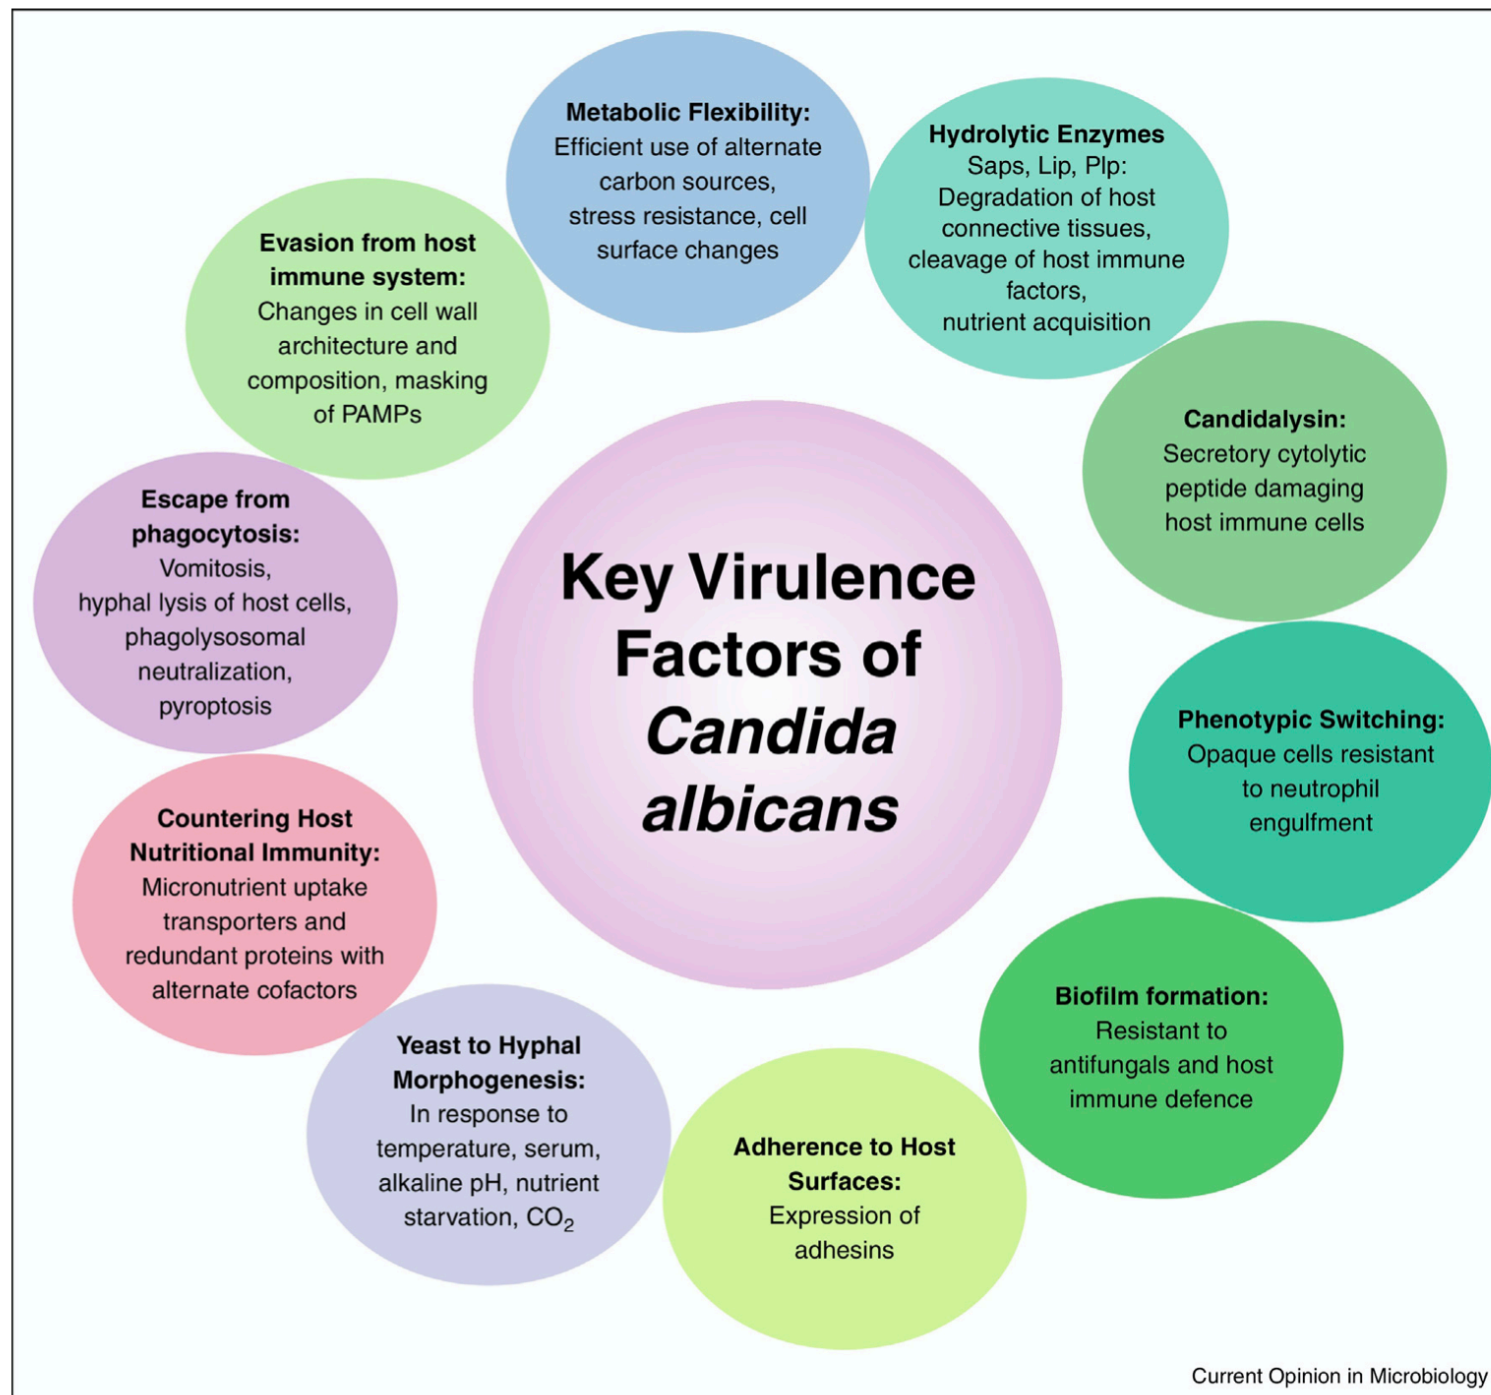 Metabolic Flexibility:
Efficient use of alternate
carbon sources,
stress resistance, cell
surface changes
Hydrolytic Enzymes
Saps, Lip, Plp:
Degradation of host
connective tissues,
cleavage of host immune
factors,
nutrient acquisition
Candidalysin:
Secretory cytolytic
peptide damaging
host immune cells
Phenotypic Switching:
Opaque cells resistant
to neutrophil
engulfment
Biofilm formation:
Resistant to
antifungals and host
immune defence
Adherence to Host
Surfaces:
Expression of
adhesins
Yeast to Hyphal
Morphogenesis:
In response to
temperature, serum,
alkaline pH, nutrient
starvation, CO₂
Countering Host
Nutritional Immunity:
Micronutrient uptake
transporters and
redundant proteins with
alternate cofactors
Escape from
phagocytosis:
Vomitosis,
hyphal lysis of host cells,
phagolysosomal
neutralization,
pyroptosis
Evasion from host
immune system:
Changes in cell wall
architecture and
composition, masking
of PAMPs
Key Virulence
Factors of
Candida
albicans
Current Opinion in Microbiology